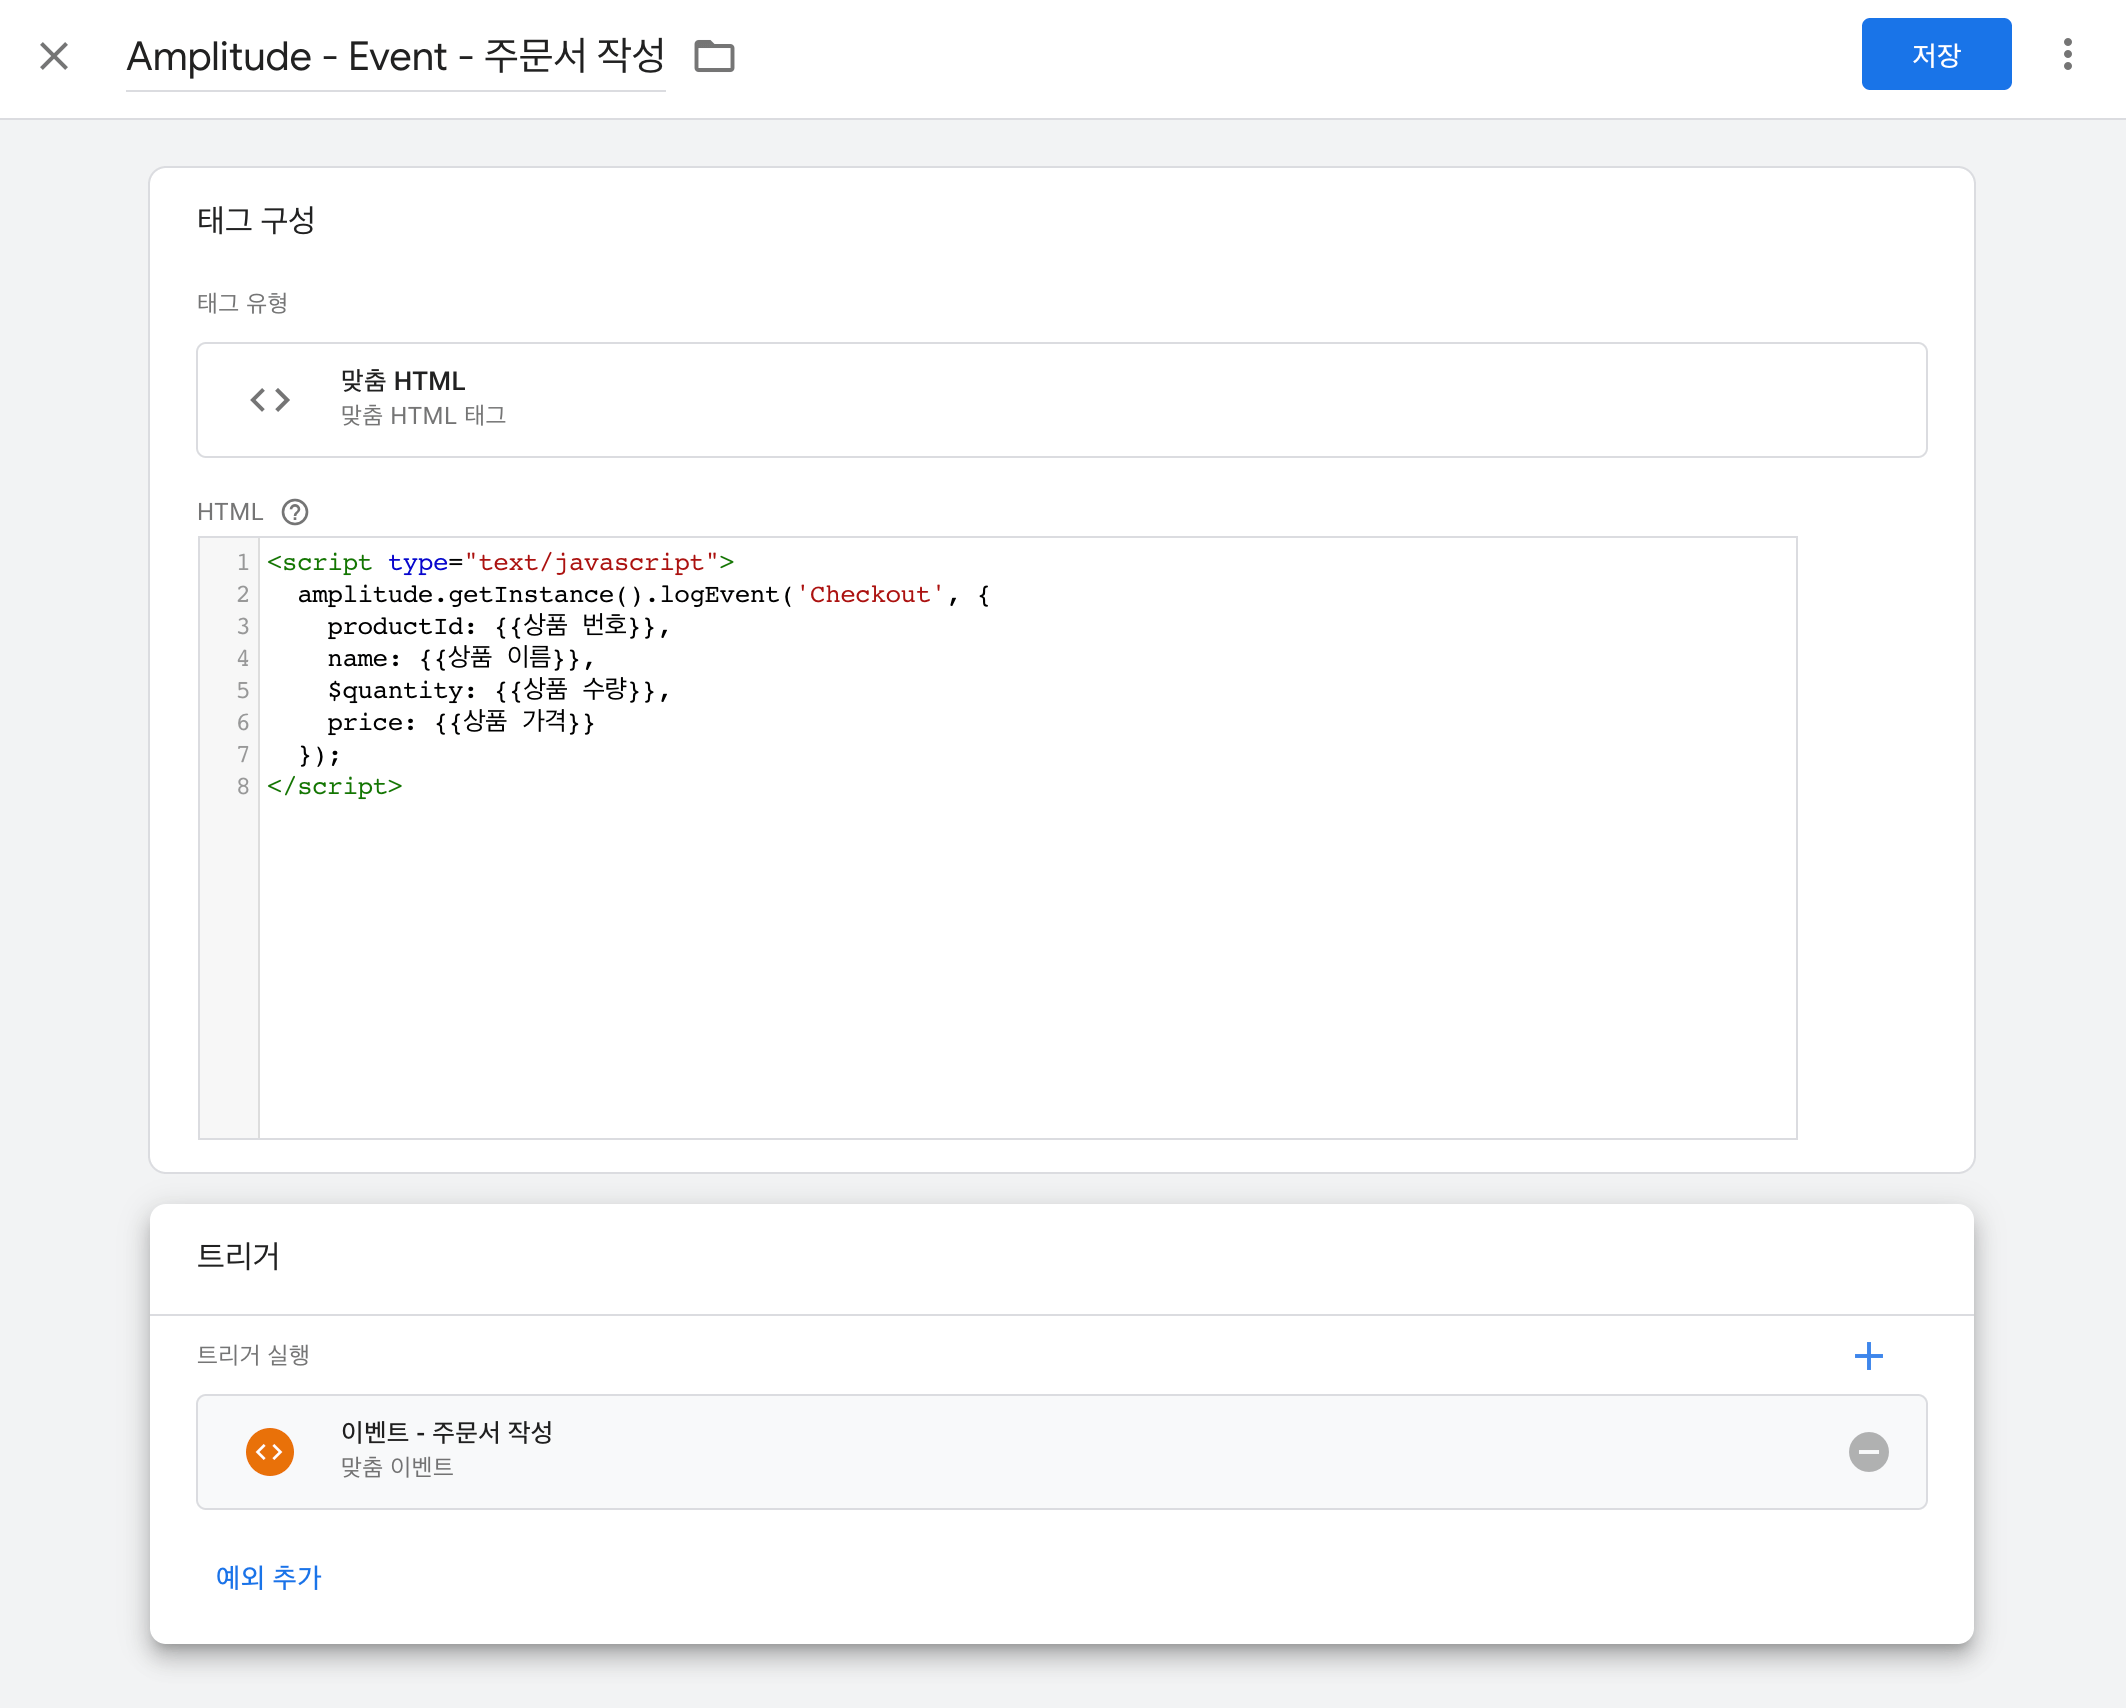 Amplitude - Event - 주문서 작성
저장
태그 구성
태그 유형
맞춤 HTML
맞춤 HTML 태그
HTML
1 <script type="text/javascript">
2   amplitude.getInstance().logEvent('Checkout', {
3     productId: {{상품 번호}},
4     name: {{상품 이름}},
5     $quantity: {{상품 수량}},
6     price: {{상품 가격}}
7   });
8 </script>
트리거
트리거 실행
이벤트 - 주문서 작성
맞춤 이벤트
예외 추가